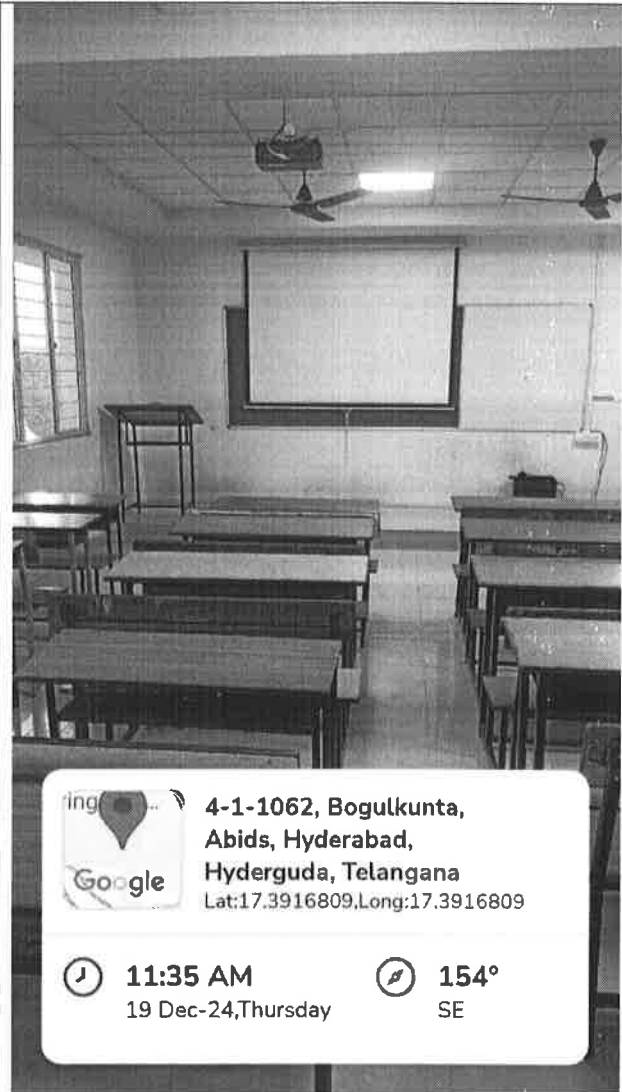 ring
Google
4-1-1062, Bogulkunta,
Abids, Hyderabad,
Hyderguda, Telangana
Lat:17.3916809,Long:17.3916809
11:35 AM
19 Dec-24,Thursday
154°
SE